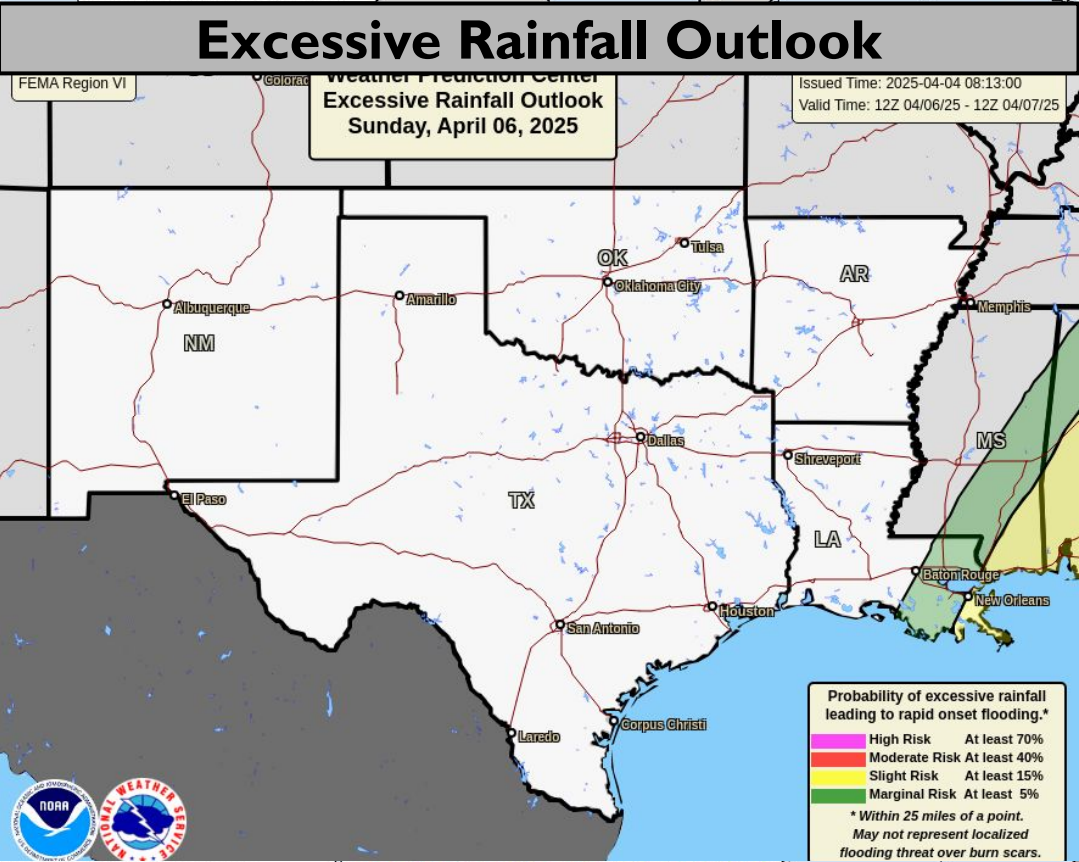 Excessive Rainfall Outlook
FEMA Region VI
Weather Prediction Center
Excessive Rainfall Outlook
Sunday, April 06, 2025
Issued Time: 2025-04-04 08:13:00
Valid Time: 12Z 04/06/25 - 12Z 04/07/25
Tulsa
OK
Oklahoma City
AR
Albuquerque
Amarillo
Memphis
NM
Dallas
MS
Shreveport
El Paso
TX
LA
Baton Rouge
New Orleans
Houston
San Antonio
Corpus Christi
Laredo
Probability of excessive rainfall
leading to rapid onset flooding.*
High Risk At least 70%
Moderate Risk At least 40%
Slight Risk At least 15%
Marginal Risk At least 5%
* Within 25 miles of a point.
May not represent localized
flooding threat over burn scars.
NOAA
NATIONAL WEATHER SERVICE